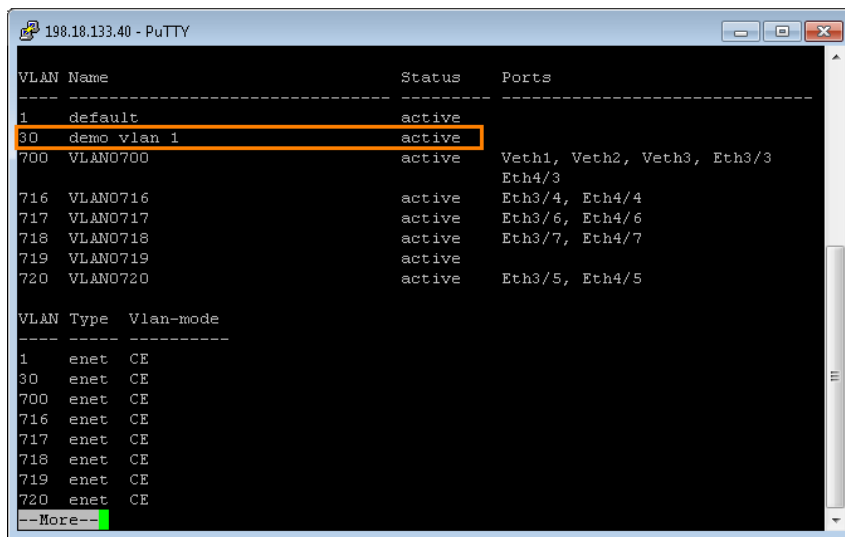 198.18.133.40 - PuTTY
VLAN Name                             Status    Ports
---- -------------------------------- --------- -------------------------------
1    default                          active
30   demo vlan 1                      active
700  VLAN0700                         active    Veth1, Veth2, Veth3, Eth3/3
                                                Eth4/3
716  VLAN0716                         active    Eth3/4, Eth4/4
717  VLAN0717                         active    Eth3/6, Eth4/6
718  VLAN0718                         active    Eth3/7, Eth4/7
719  VLAN0719                         active
720  VLAN0720                         active    Eth3/5, Eth4/5
VLAN Type  Vlan-mode
---- ----- ----------
1    enet  CE
30   enet  CE
700  enet  CE
716  enet  CE
717  enet  CE
718  enet  CE
719  enet  CE
720  enet  CE
--More--